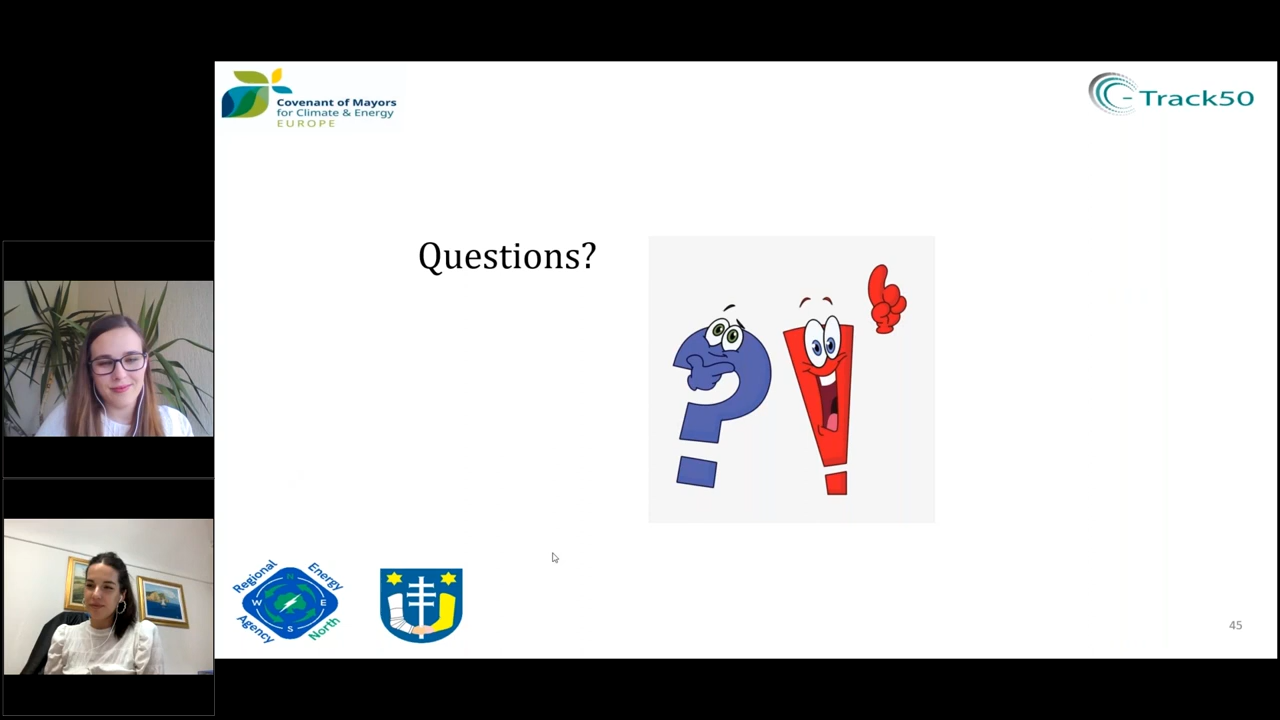 Covenant of Mayors
for Climate & Energy
EUROPE
C-Track50
Questions?
Regional Energy Agency North
N
W E
S
45